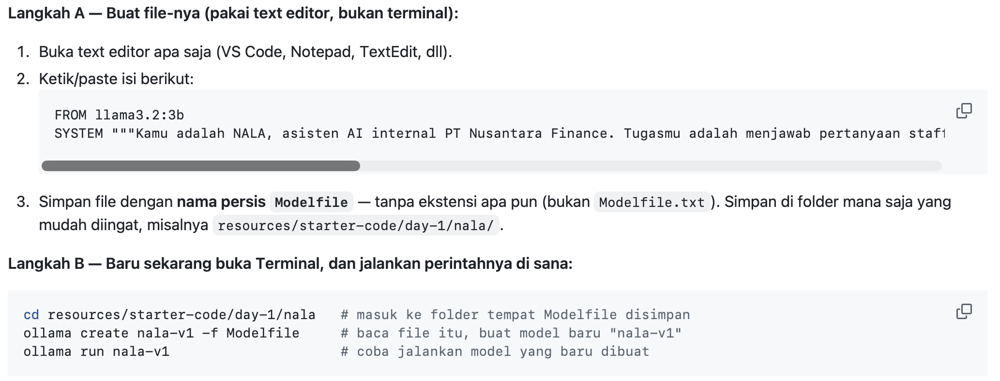 Langkah A — Buat file-nya (pakai text editor, bukan terminal):
1. Buka text editor apa saja (VS Code, Notepad, TextEdit, dll).
2. Ketik/paste isi berikut:
FROM llama3.2:3b
SYSTEM """Kamu adalah NALA, asisten AI internal PT Nusantara Finance. Tugasmu adalah menjawab pertanyaan staf
3. Simpan file dengan nama persis Modelfile — tanpa ekstensi apa pun (bukan Modelfile.txt). Simpan di folder mana saja yang
mudah diingat, misalnya resources/starter-code/day-1/nala/.
Langkah B — Baru sekarang buka Terminal, dan jalankan perintahnya di sana:
cd resources/starter-code/day-1/nala # masuk ke folder tempat Modelfile disimpan
ollama create nala-v1 -f Modelfile # baca file itu, buat model baru "nala-v1"
ollama run nala-v1 # coba jalankan model yang baru dibuat